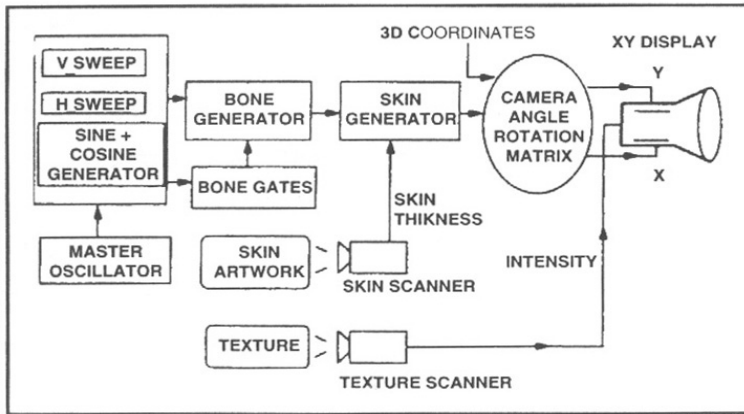 3D COORDINATES
XY DISPLAY
V SWEEP
H SWEEP
SINE +
COSINE
GENERATOR
BONE
GENERATOR
SKIN
GENERATOR
CAMERA
ANGLE
ROTATION
MATRIX
Y
X
BONE GATES
SKIN
THIKNESS
MASTER
OSCILLATOR
SKIN
ARTWORK
SKIN SCANNER
INTENSITY
TEXTURE
TEXTURE SCANNER